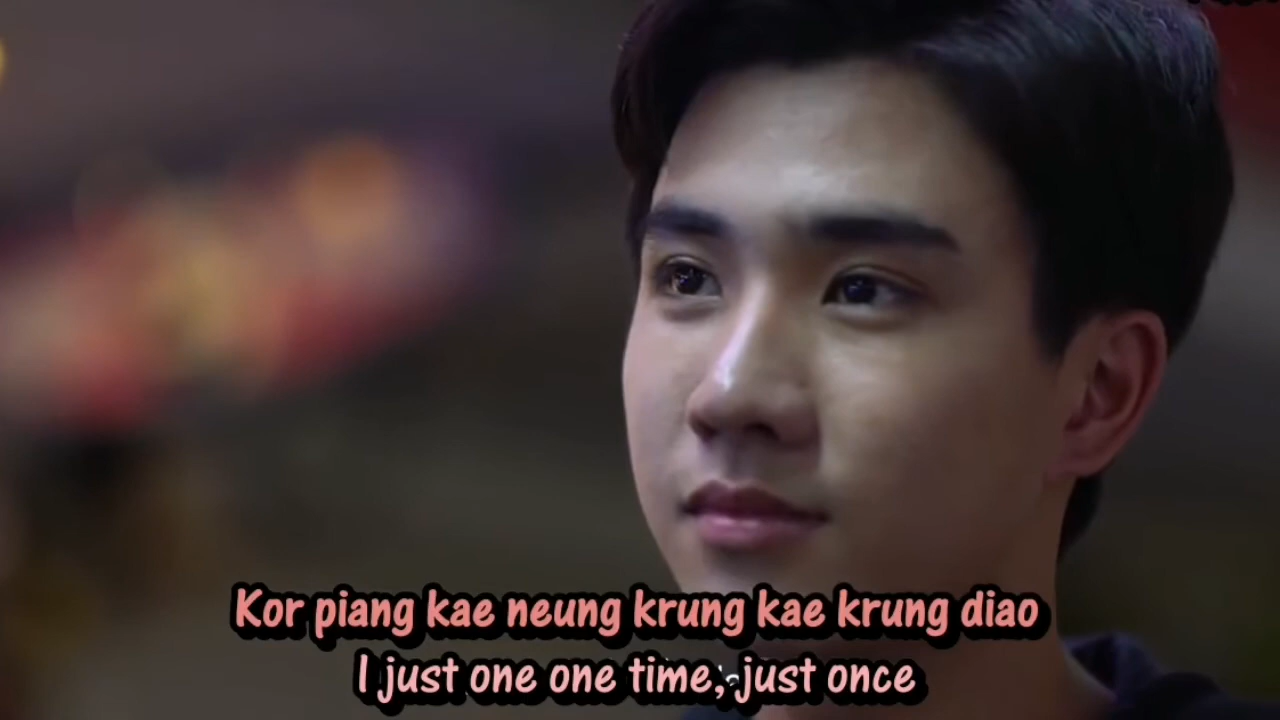 Kor piang kae neung krung kae krung diao
I just one one time, just once